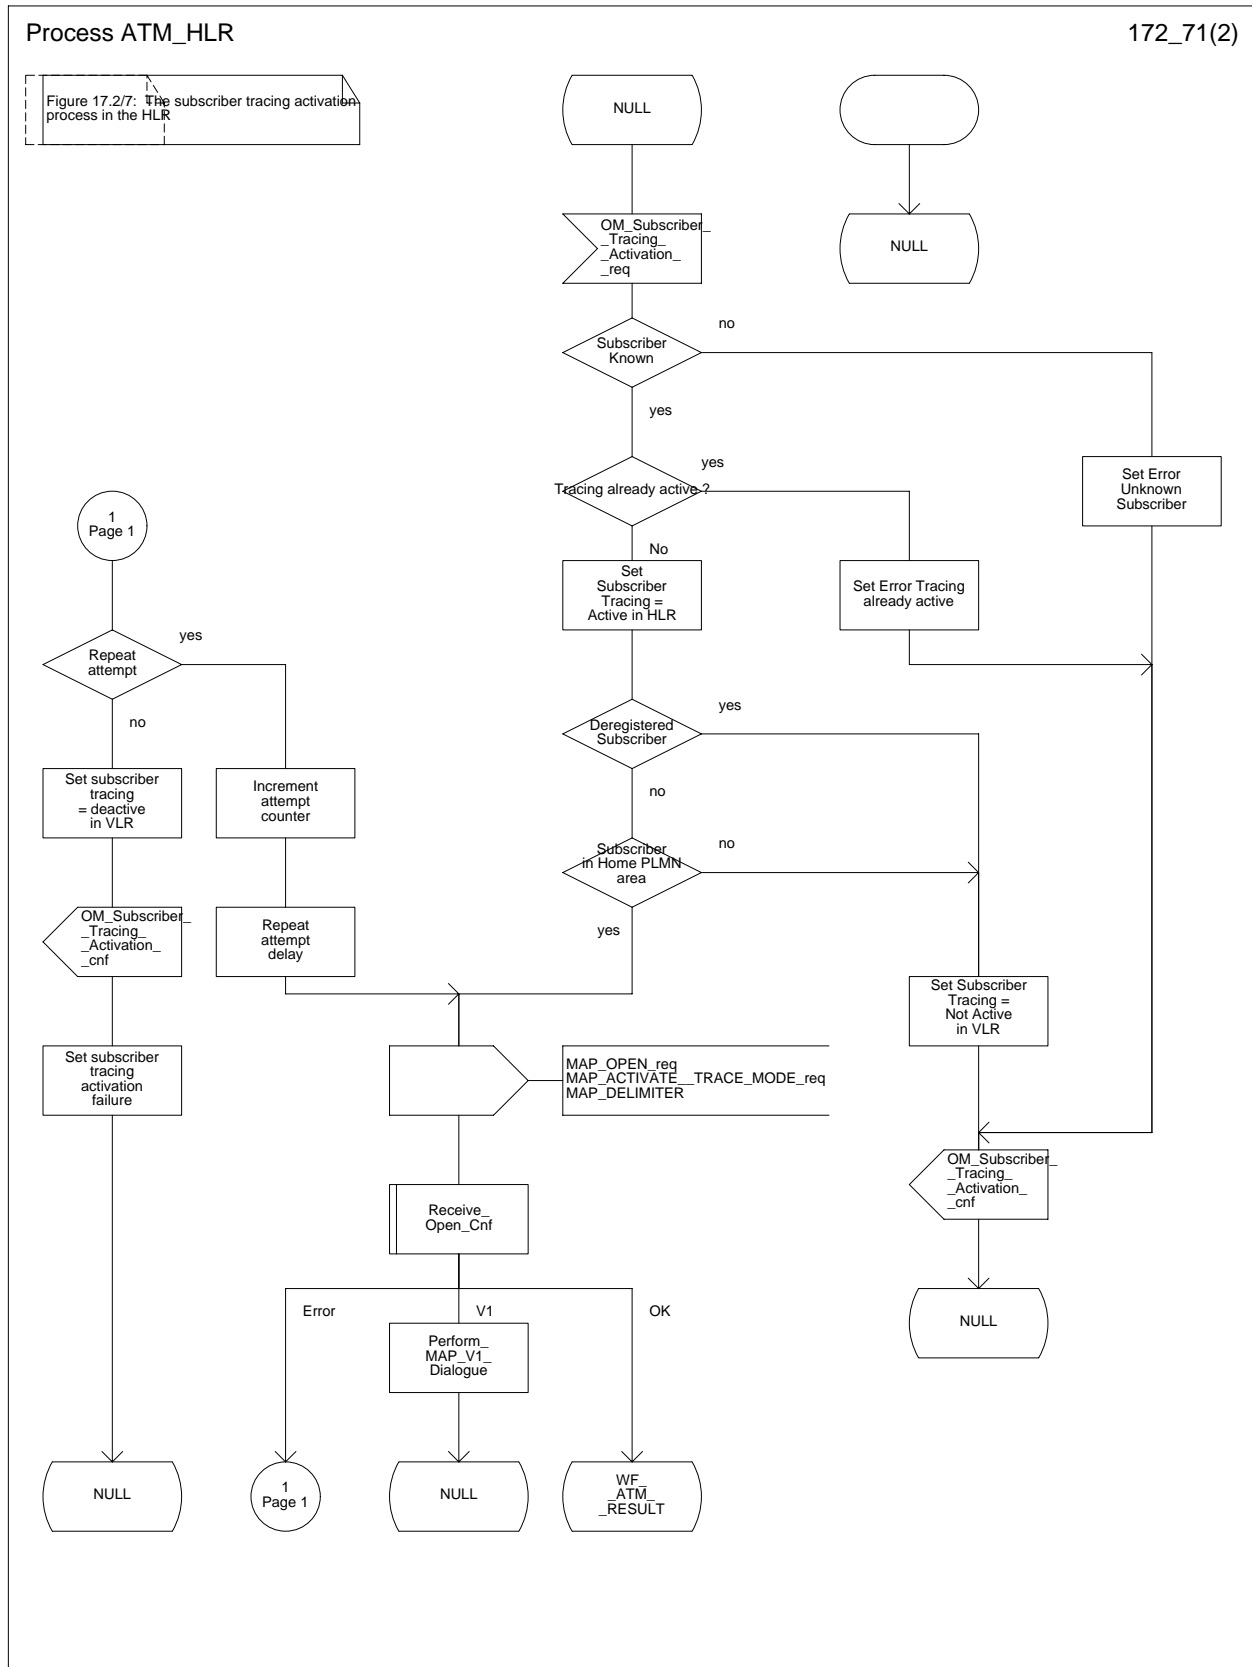 Process ATM_HLR
172_71(2)
Figure 17.2/7: The subscriber tracing activation
process in the HLR
NULL
OM_Subscriber_
_Tracing_
_Activation_
_req
NULL
Subscriber
Known
no
yes
Tracing already active ?
yes
No
Set Error
Unknown
Subscriber
1
Page 1
Set
Subscriber
Tracing =
Active in HLR
Set Error Tracing
already active
Repeat
attempt
yes
no
Deregistered
Subscriber
yes
no
Set subscriber
tracing
= deactive
in VLR
Increment
attempt
counter
Subscriber
in Home PLMN
area
no
yes
OM_Subscriber_
_Tracing_
_Activation_
_cnf
Repeat
attempt
delay
Set Subscriber
Tracing =
Not Active
in VLR
Set subscriber
tracing
activation
failure
MAP_OPEN_req
MAP_ACTIVATE__TRACE_MODE_req
MAP_DELIMITER
OM_Subscriber_
_Tracing_
_Activation_
_cnf
Receive_
Open_Cnf
Error
V1
OK
NULL
Perform_
MAP_V1_
Dialogue
NULL
1
Page 1
NULL
WF_
_ATM_
_RESULT